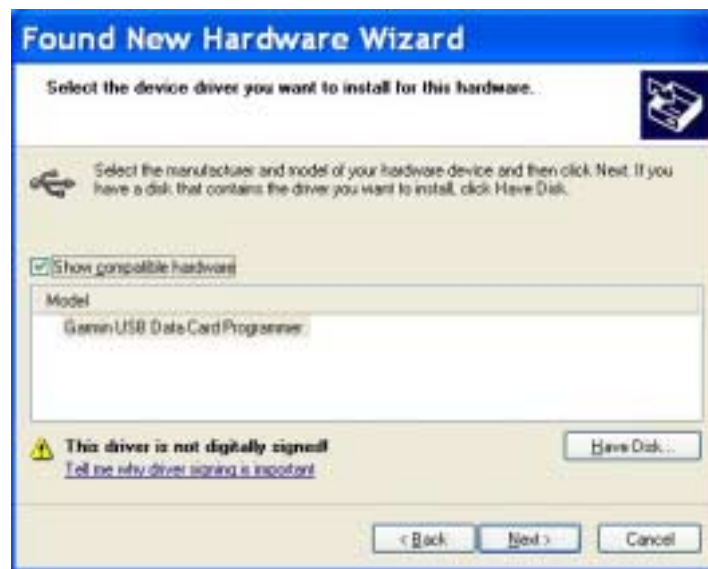 Found New Hardware Wizard
Select the device driver you want to install for this hardware.
Select the manufacturer and model of your hardware device and then click Next. If you
have a disk that contains the driver you want to install, click Have Disk.
Show compatible hardware
Model
Garmin USB Data Card Programmer
This driver is not digitally signed!
Tell me why driver signing is important
Have Disk...
< Back
Next >
Cancel